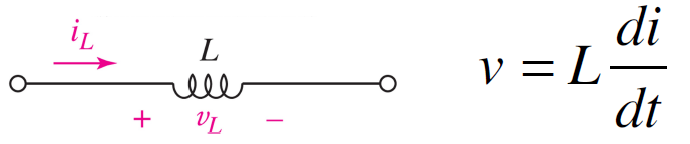 i_L
L
+ v_L −
v = L di/dt